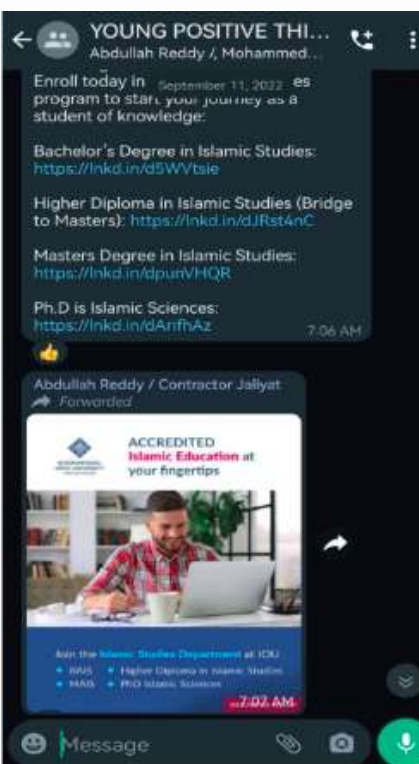 YOUNG POSITIVE THI...
Abdullah Reddy /, Mohammed...
Enroll today in September 11, 2022 es
program to start your journey as a
student of knowledge:
Bachelor's Degree in Islamic Studies:
https://lnkd.in/d5WVtsie
Higher Diploma in Islamic Studies (Bridge
to Masters): https://lnkd.in/dJRst4nC
Masters Degree in Islamic Studies:
https://lnkd.in/dpunVHQR
Ph.D is Islamic Sciences:
https://lnkd.in/dArifhAz
7:06 AM
Abdullah Reddy / Contractor Jaliyat
Forwarded
ACCREDITED
Islamic Education at
your fingertips
Join the Islamic Studies Department at IOU
BAIS
Higher Diploma in Islamic Studies
MAIS
PhD Islamic Sciences
7:07 AM
Message